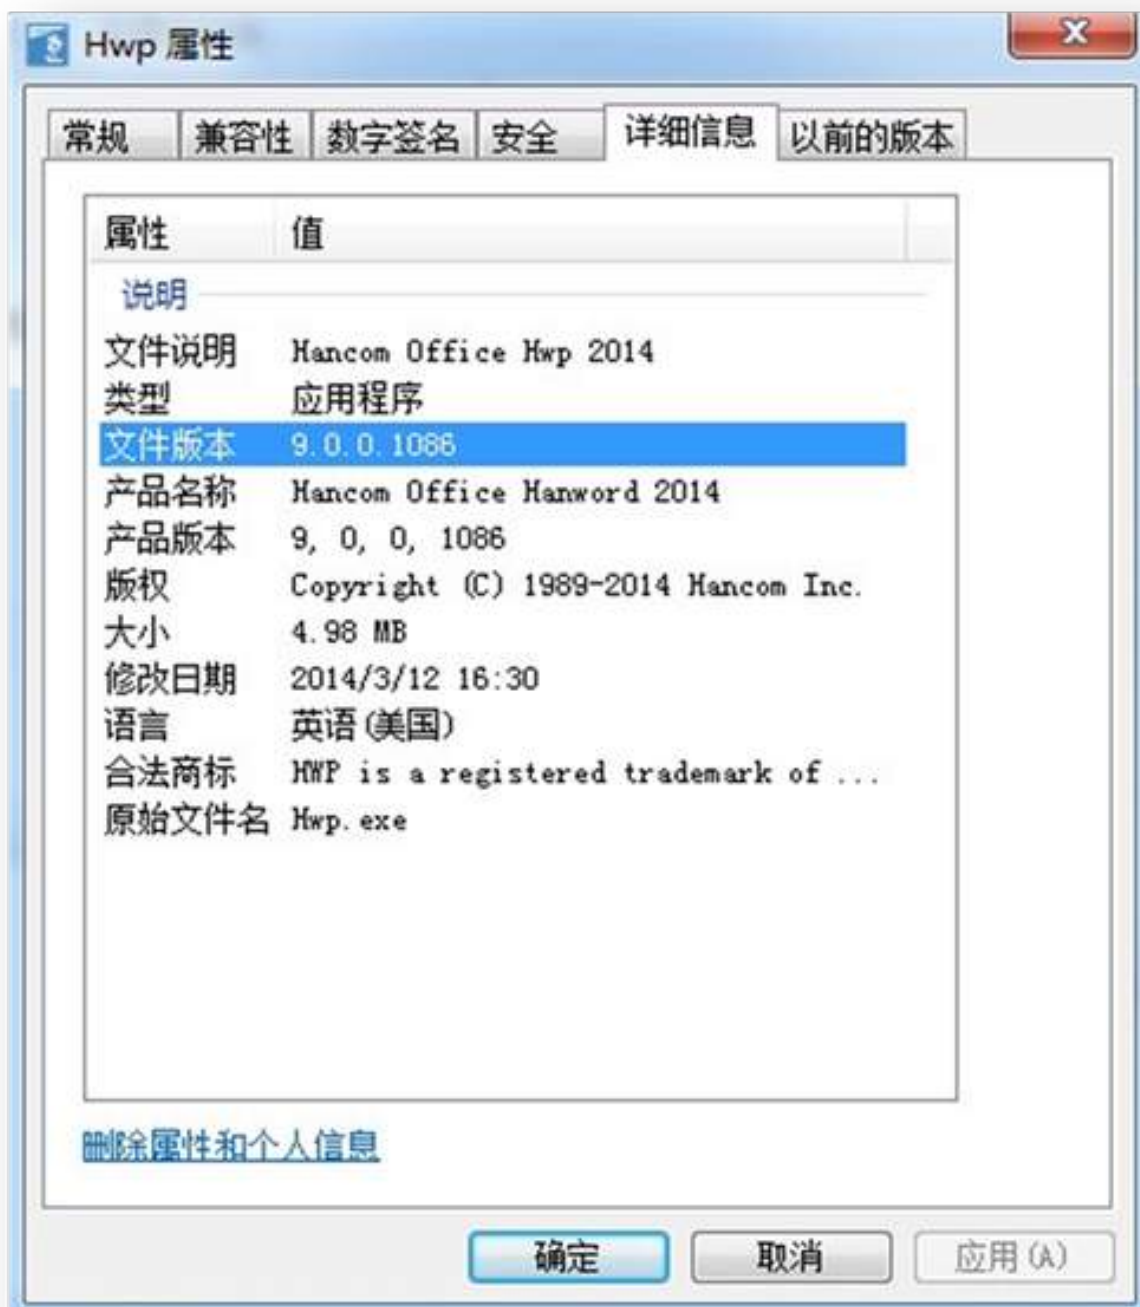 Hwp 属性
常规 兼容性 数字签名 安全 详细信息 以前的版本
属性 值
说明
文件说明 Hancom Office Hwp 2014
类型 应用程序
文件版本 9.0.0.1086
产品名称 Hancom Office Hanword 2014
产品版本 9, 0, 0, 1086
版权 Copyright (C) 1989-2014 Hancom Inc.
大小 4.98 MB
修改日期 2014/3/12 16:30
语言 英语(美国)
合法商标 HWP is a registered trademark of ...
原始文件名 Hwp.exe
删除属性和个人信息
确定 取消 应用(A)